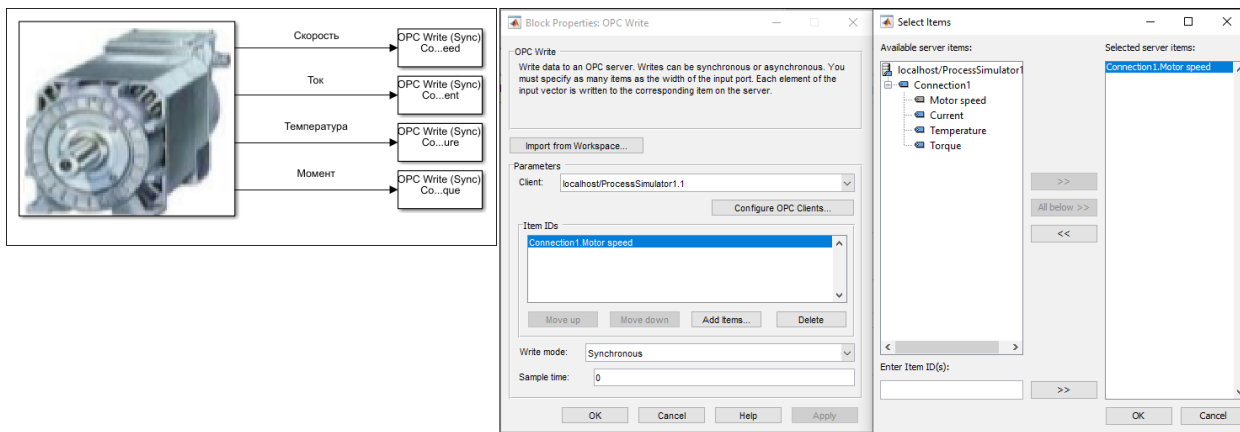 Скорость
OPC Write (Sync)
Co...eed
Ток
OPC Write (Sync)
Co...ent
Температура
OPC Write (Sync)
Co...ure
Момент
OPC Write (Sync)
Co...que
Block Properties: OPC Write
OPC Write
Write data to an OPC server. Writes can be synchronous or asynchronous. You
must specify as many items as the width of the input port. Each element of the
input vector is written to the corresponding item on the server.
Import from Workspace...
Parameters
Client:
localhost/ProcessSimulator1.1
Configure OPC Clients...
Item IDs
Connection1.Motor speed
Move up
Move down
Add Items...
Delete
Write mode:
Synchronous
Sample time:
0
OK
Cancel
Help
Apply
Select Items
Available server items:
localhost/ProcessSimulator1
Connection1
Motor speed
Current
Temperature
Torque
>>
All below >>
<<
Enter Item ID(s):
>>
Selected server items:
Connection1.Motor speed
OK
Cancel